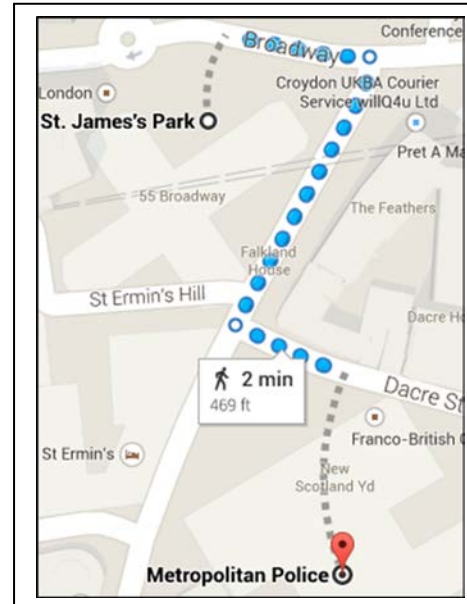 Conference
Broadway
Croydon UKBA Courier
Service willQ4u Ltd
London
St. James's Park
Pret A Ma
55 Broadway
The Feathers
Falkland
House
St Ermin's Hill
Dacre Ho
2 min
469 ft
Dacre St
Franco-British C
St Ermin's
New
Scotland Yd
Metropolitan Police